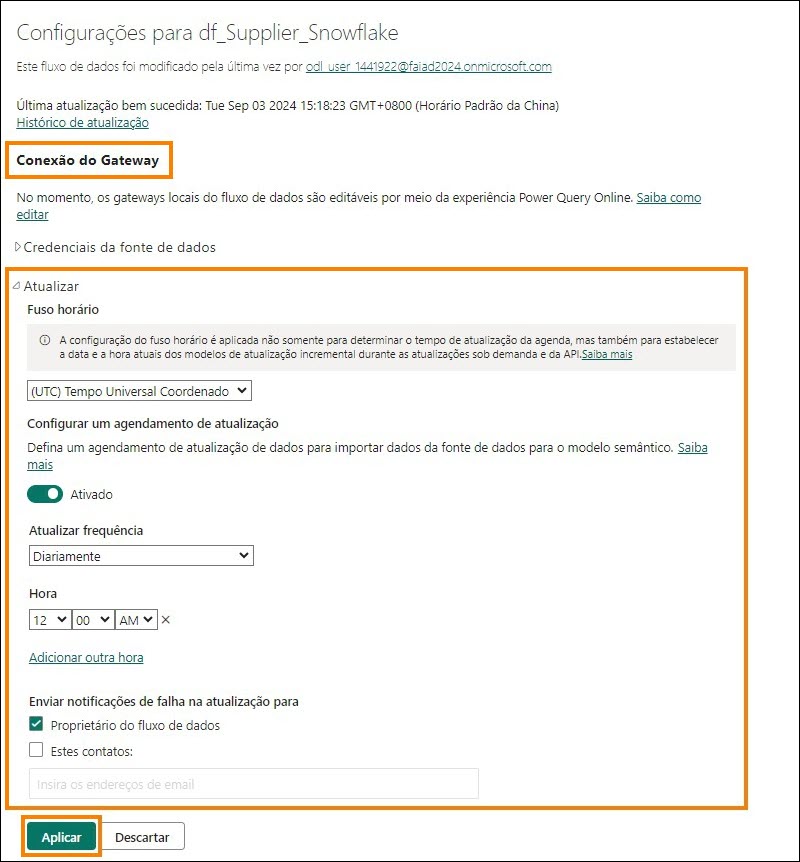 Configurações para df_Supplier_Snowflake
Este fluxo de dados foi modificado pela última vez por odl_user_1441922@faiad2024.onmicrosoft.com
Última atualização bem sucedida: Tue Sep 03 2024 15:18:23 GMT+0800 (Horário Padrão da China)
Histórico de atualização
Conexão do Gateway
No momento, os gateways locais do fluxo de dados são editáveis por meio da experiência Power Query Online. Saiba como
editar
Credenciais da fonte de dados
Atualizar
Fuso horário
A configuração do fuso horário é aplicada não somente para determinar o tempo de atualização da agenda, mas também para estabelecer
a data e a hora atuais dos modelos de atualização incremental durante as atualizações sob demanda e da API.Saiba mais
(UTC) Tempo Universal Coordenado
Configurar um agendamento de atualização
Defina um agendamento de atualização de dados para importar dados da fonte de dados para o modelo semântico. Saiba
mais
Ativado
Atualizar frequência
Diariamente
Hora
12 00 AM
Adicionar outra hora
Enviar notificações de falha na atualização para
Proprietário do fluxo de dados
Estes contatos:
Insira os endereços de email
Aplicar Descartar